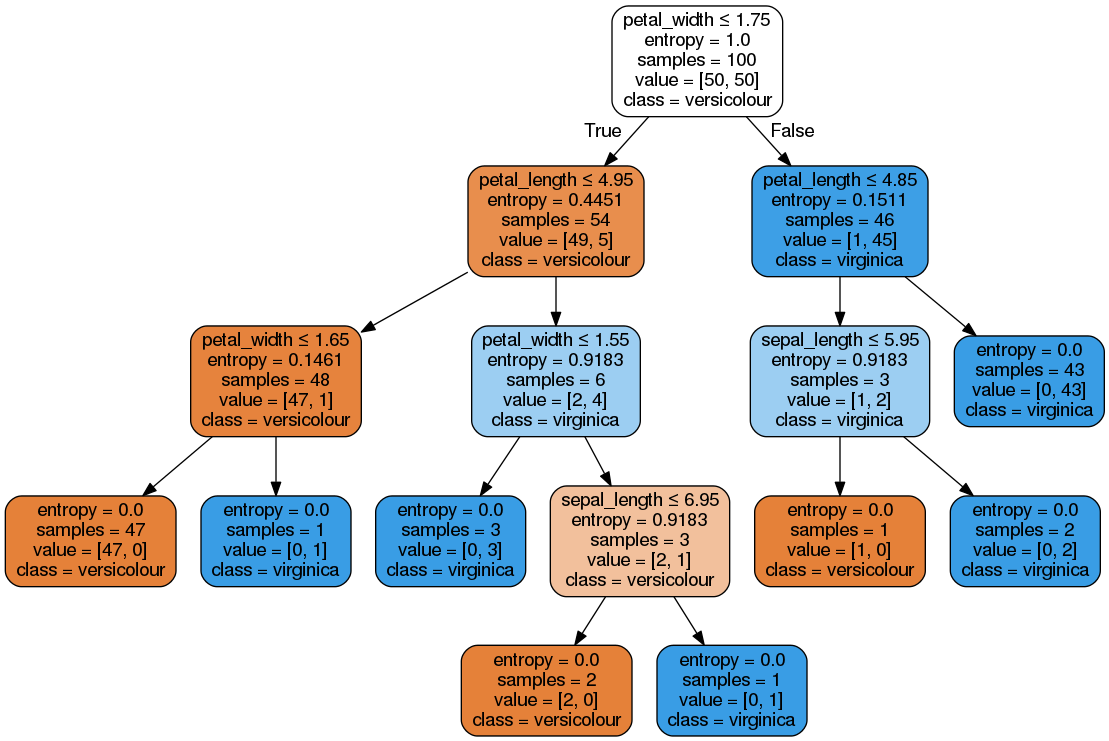 petal_width ≤ 1.75
entropy = 1.0
samples = 100
value = [50, 50]
class = versicolour
True
False
petal_length ≤ 4.95
entropy = 0.4451
samples = 54
value = [49, 5]
class = versicolour
petal_length ≤ 4.85
entropy = 0.1511
samples = 46
value = [1, 45]
class = virginica
petal_width ≤ 1.65
entropy = 0.1461
samples = 48
value = [47, 1]
class = versicolour
petal_width ≤ 1.55
entropy = 0.9183
samples = 6
value = [2, 4]
class = virginica
sepal_length ≤ 5.95
entropy = 0.9183
samples = 3
value = [1, 2]
class = virginica
entropy = 0.0
samples = 43
value = [0, 43]
class = virginica
entropy = 0.0
samples = 47
value = [47, 0]
class = versicolour
entropy = 0.0
samples = 1
value = [0, 1]
class = virginica
entropy = 0.0
samples = 3
value = [0, 3]
class = virginica
sepal_length ≤ 6.95
entropy = 0.9183
samples = 3
value = [2, 1]
class = versicolour
entropy = 0.0
samples = 1
value = [1, 0]
class = versicolour
entropy = 0.0
samples = 2
value = [0, 2]
class = virginica
entropy = 0.0
samples = 2
value = [2, 0]
class = versicolour
entropy = 0.0
samples = 1
value = [0, 1]
class = virginica